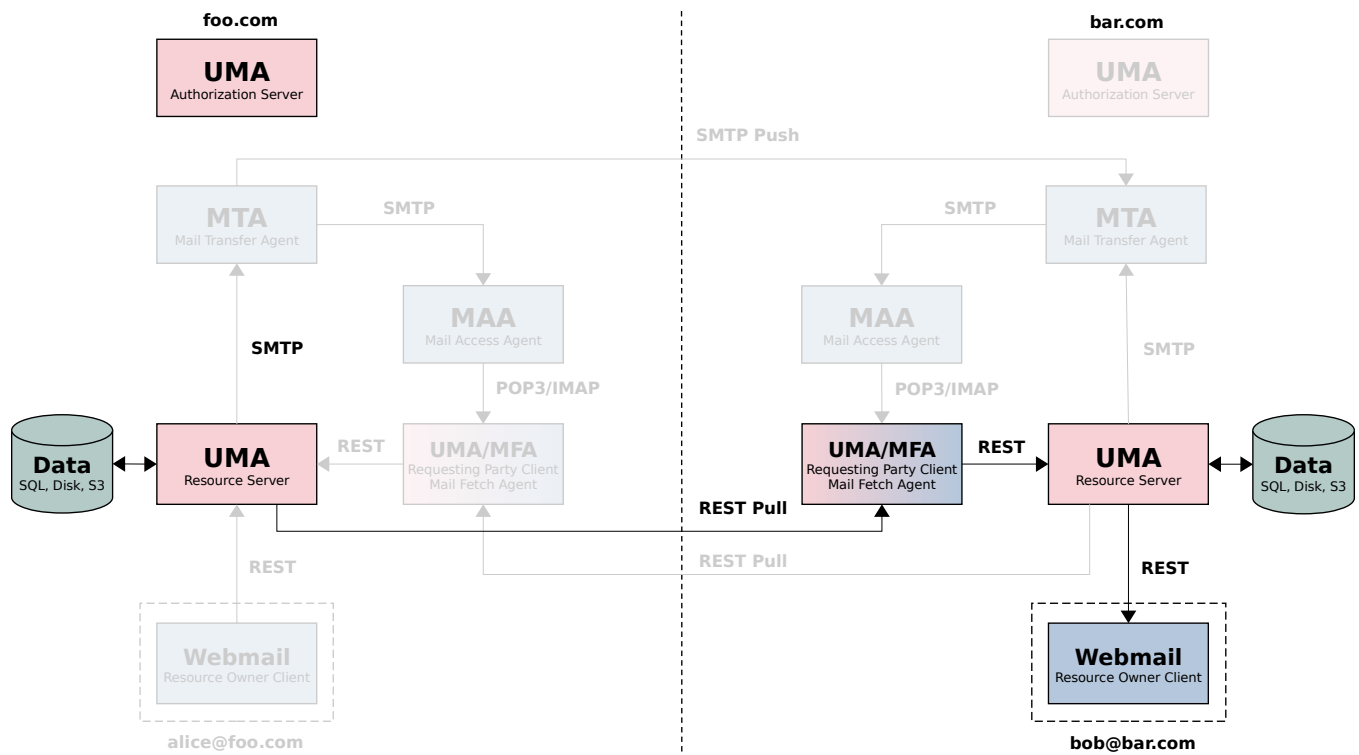 foo.com
bar.com
UMA
Authorization Server
UMA
Authorization Server
SMTP Push
MTA
Mail Transfer Agent
SMTP
SMTP
MTA
Mail Transfer Agent
MAA
Mail Access Agent
MAA
Mail Access Agent
SMTP
SMTP
POP3/IMAP
POP3/IMAP
Data
SQL, Disk, S3
UMA
Resource Server
REST
UMA/MFA
Requesting Party Client
Mail Fetch Agent
UMA/MFA
Requesting Party Client
Mail Fetch Agent
REST
UMA
Resource Server
Data
SQL, Disk, S3
REST Pull
REST Pull
REST
REST
Webmail
Resource Owner Client
Webmail
Resource Owner Client
alice@foo.com
bob@bar.com